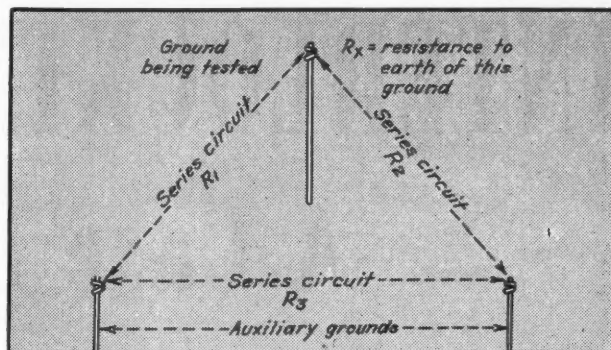 Ground
being tested
Rx = resistance to
earth of this
ground
Series circuit
R1
Series circuit
R2
Series circuit
R3
Auxiliary grounds